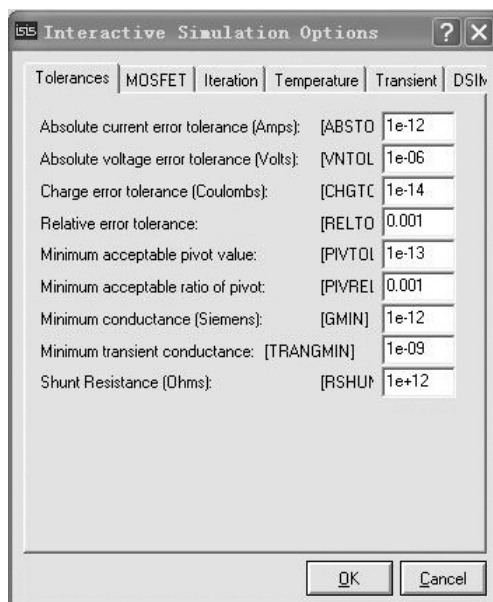 isis Interactive Simulation Options ? X
Tolerances MOSFET Iteration Temperature Transient DSIM
Absolute current error tolerance (Amps): [ABSTO 1e-12
Absolute voltage error tolerance (Volts): [VNTOL 1e-06
Charge error tolerance (Coulombs): [CHGTO 1e-14
Relative error tolerance: [RELTO 0.001
Minimum acceptable pivot value: [PIVTOL 1e-13
Minimum acceptable ratio of pivot: [PIVREL 0.001
Minimum conductance (Siemens): [GMIN] 1e-12
Minimum transient conductance: [TRANGMIN] 1e-09
Shunt Resistance (Ohms): [RSHUN 1e+12
OK Cancel